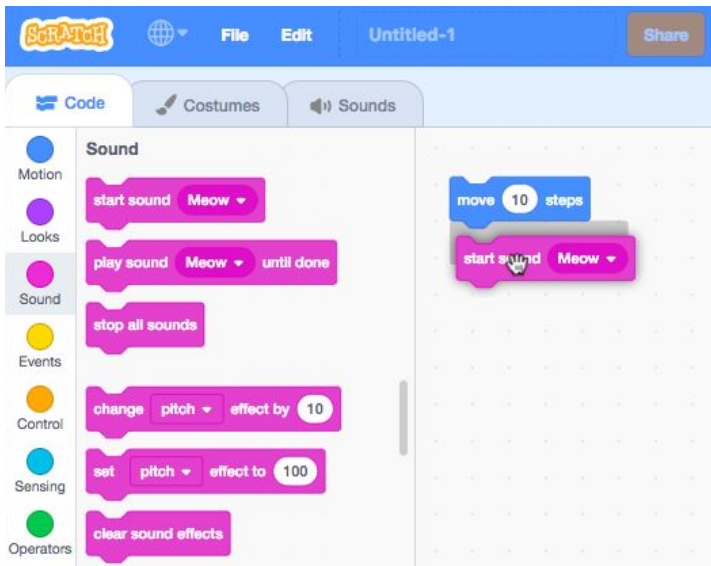 SCRATCH File Edit Untitled-1 Share
Code Costumes Sounds
Motion
Looks
Sound
Events
Control
Sensing
Operators
Sound
start sound Meow
play sound Meow until done
stop all sounds
change pitch effect by 10
set pitch effect to 100
clear sound effects
move 10 steps
start sound Meow